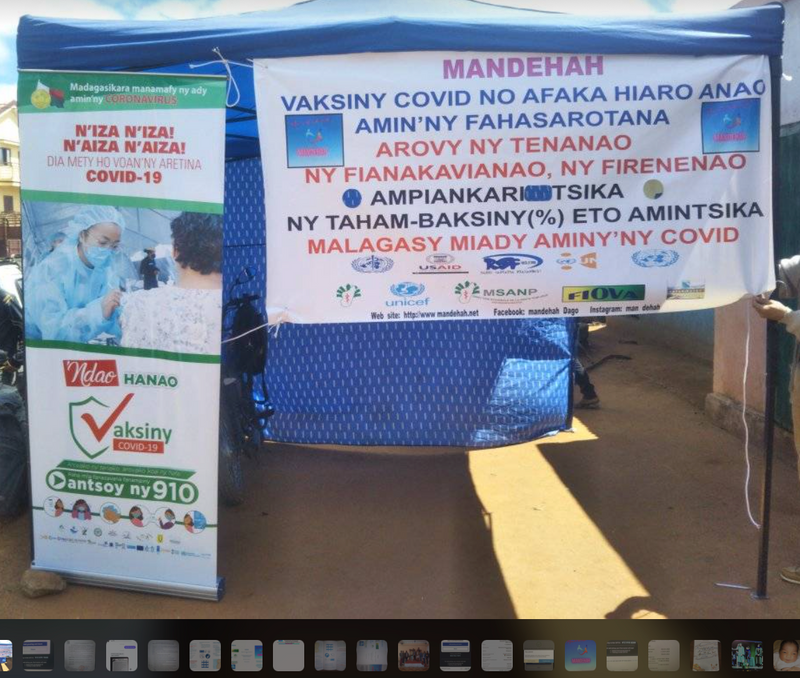 Madagasikara manamafy ny ady
amin'ny CORONAVIRUS
N'IZA N'IZA!
N'AIZA N'AIZA!
DIA METY HO VOAN'NY ARETINA
COVID-19
'Ndao HANAO
Vaksiny
COVID-19
antsoy ny 910
MANDEHAH
VAKSINY COVID NO AFAKA HIARO ANAO
AMIN'NY FAHASAROTANA
AROVY NY TENANAO
NY FIANAKAVIANAO, NY FIRENENAO
TSIKA
NY TAHAM-BAKSINY(%) ETO AMINTSIKA
MALAGASY MIADY AMINY'NY COVID
USAID
unicef
MSANP
FIOVA
Web site: http:/www.mandehah.net Facebook: mandehah Dago Instagram: man dehah